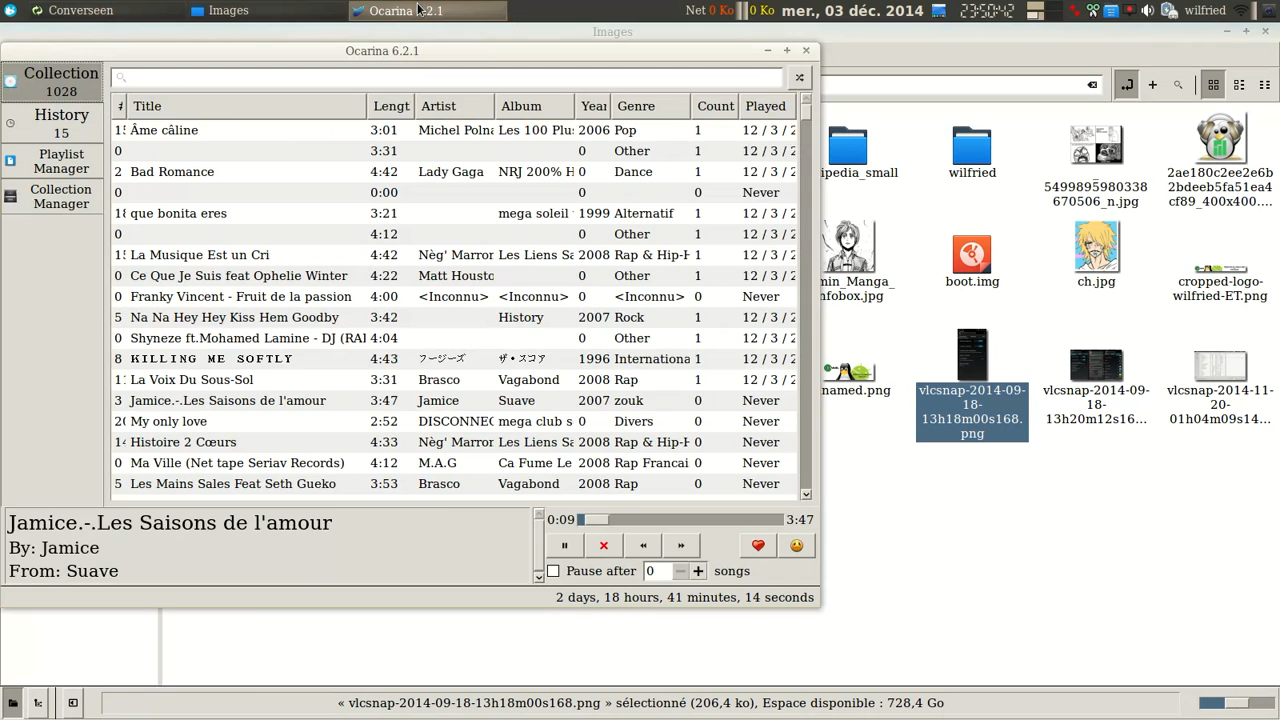 Converseen
Images
Ocarina 6.2.1
Net 0 Ko
0 Ko
mer., 03 déc. 2014
23:50:42
wilfried
Images
Ocarina 6.2.1
Collection
1028
History
15
Playlist
Manager
Collection
Manager
# Title Lengt Artist Album Year Genre Count Played
15 Âme câline 3:01 Michel Polna Les 100 Plu 2006 Pop 1 12 / 3 / 2
0 3:31 0 Other 1 12 / 3 / 2
2 Bad Romance 4:42 Lady Gaga NRJ 200% H 0 Dance 1 12 / 3 / 2
0 0:00 0 Other 0 Never
18 que bonita eres 3:21 mega soleil 1999 Alternatif 1 12 / 3 / 2
0 4:12 0 Other 1 12 / 3 / 2
15 La Musique Est un Cri 4:42 Nèg' Marron Les Liens Sa 2008 Rap & Hip-H 1 12 / 3 / 2
0 Ce Que Je Suis feat Ophelie Winter 4:22 Matt Housto 0 Other 1 12 / 3 / 2
0 Franky Vincent - Fruit de la passion 4:00 <Inconnu> <Inconnu> 0 <Inconnu> 0 Never
5 Na Na Hey Hey Kiss Hem Goodby 3:42 History 2007 Rock 1 12 / 3 / 2
0 Shyneze ft.Mohamed Lamine - DJ (RAI 4:04 0 Other 0 Never
8 KILLING ME SOFTLY 4:43 フージーズ ザ・スコア 1996 Internationa 1 12 / 3 / 2
11 La Voix Du Sous-Sol 3:31 Brasco Vagabond 2008 Rap 1 12 / 3 / 2
3 Jamice.-.Les Saisons de l'amour 3:47 Jamice Suave 2007 zouk 0 Never
20 My only love 2:52 DISCONNEC mega club s 0 Divers 0 Never
14 Histoire 2 Cœurs 4:33 Nèg' Marron Les Liens Sa 2008 Rap & Hip-H 0 Never
0 Ma Ville (Net tape Seriav Records) 4:12 M.A.G Ca Fume Le 2008 Rap Francai 0 Never
5 Les Mains Sales Feat Seth Gueko 3:53 Brasco Vagabond 2008 Rap 0 Never
Jamice.-.Les Saisons de l'amour
By: Jamice
From: Suave
0:09
3:47
Pause after 0 songs
2 days, 18 hours, 41 minutes, 14 seconds
ipedia_small
wilfried
_
5499895980338
670506_n.jpg
2ae180c2ee2e6b
2bdeeb5fa51ea4
cf89_400x400....
min_Manga_
nfobox.jpg
boot.img
ch.jpg
cropped-logo-
wilfried-ET.png
named.png
vlcsnap-2014-09-
18-
13h18m00s168.
png
vlcsnap-2014-09-
18-
13h20m12s16...
vlcsnap-2014-11-
20-
01h04m09s14...
« vlcsnap-2014-09-18-13h18m00s168.png » sélectionné (206,4 ko), Espace disponible : 728,4 Go